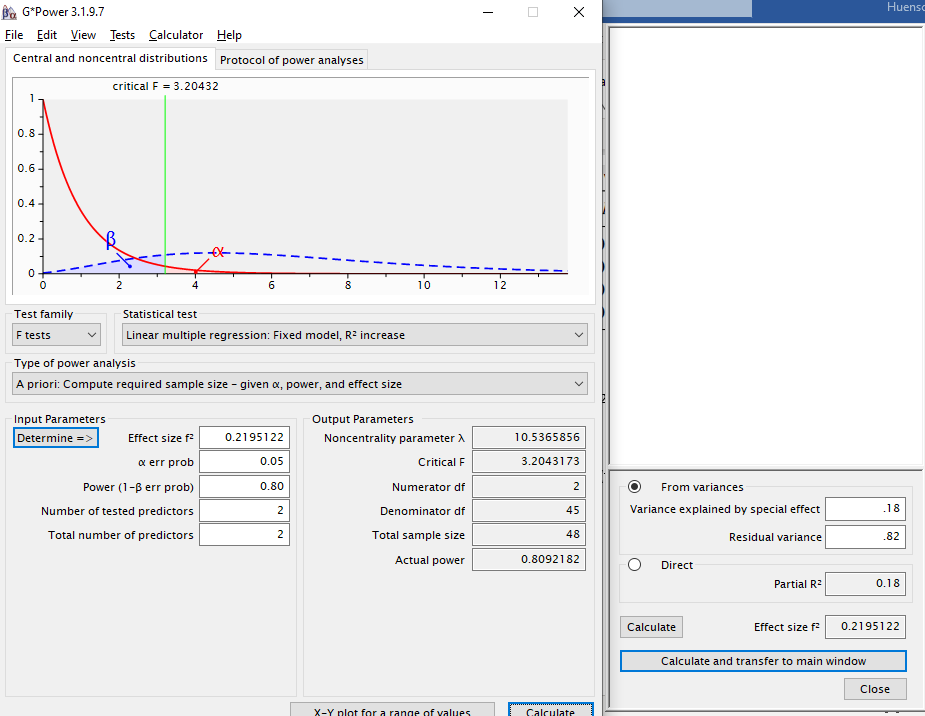 G*Power 3.1.9.7
Huens
File Edit View Tests Calculator Help
Central and noncentral distributions
Protocol of power analyses
critical F = 3.20432
1
0.8
0.6
0.4
0.2
0
β
α
0 2 4 6 8 10 12
Test family
Statistical test
F tests
Linear multiple regression: Fixed model, R² increase
Type of power analysis
A priori: Compute required sample size – given α, power, and effect size
Input Parameters
Determine =>
Effect size f² 0.2195122
α err prob 0.05
Power (1-β err prob) 0.80
Number of tested predictors 2
Total number of predictors 2
Output Parameters
Noncentrality parameter λ 10.5365856
Critical F 3.2043173
Numerator df 2
Denominator df 45
Total sample size 48
Actual power 0.8092182
X-Y plot for a range of values
Calculate
From variances
Variance explained by special effect .18
Residual variance .82
Direct
Partial R² 0.18
Calculate
Effect size f² 0.2195122
Calculate and transfer to main window
Close